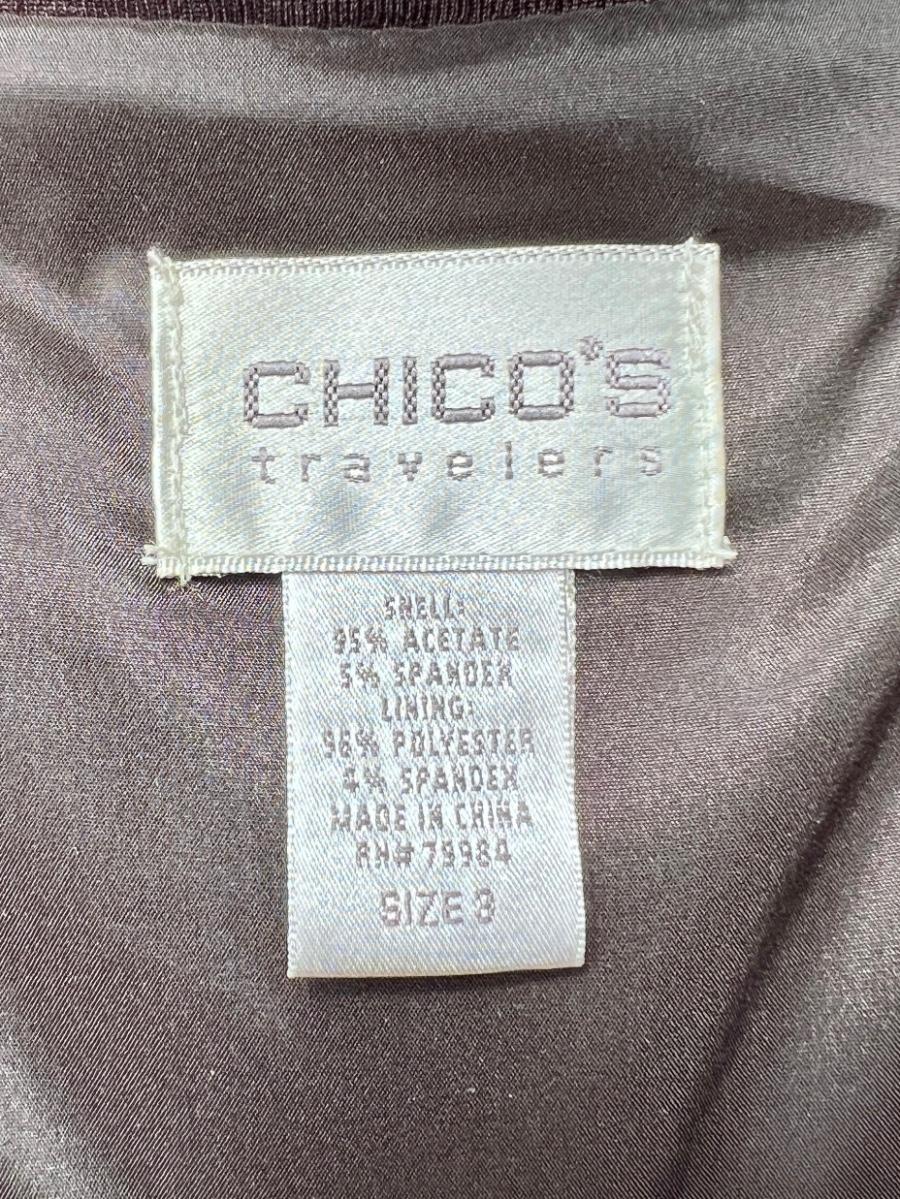 CHICO'S
travelers
SHELL:
95% ACETATE
5% SPANDEX
LINING:
96% POLYESTER
4% SPANDEX
MADE IN CHINA
RN# 79984
SIZE 3